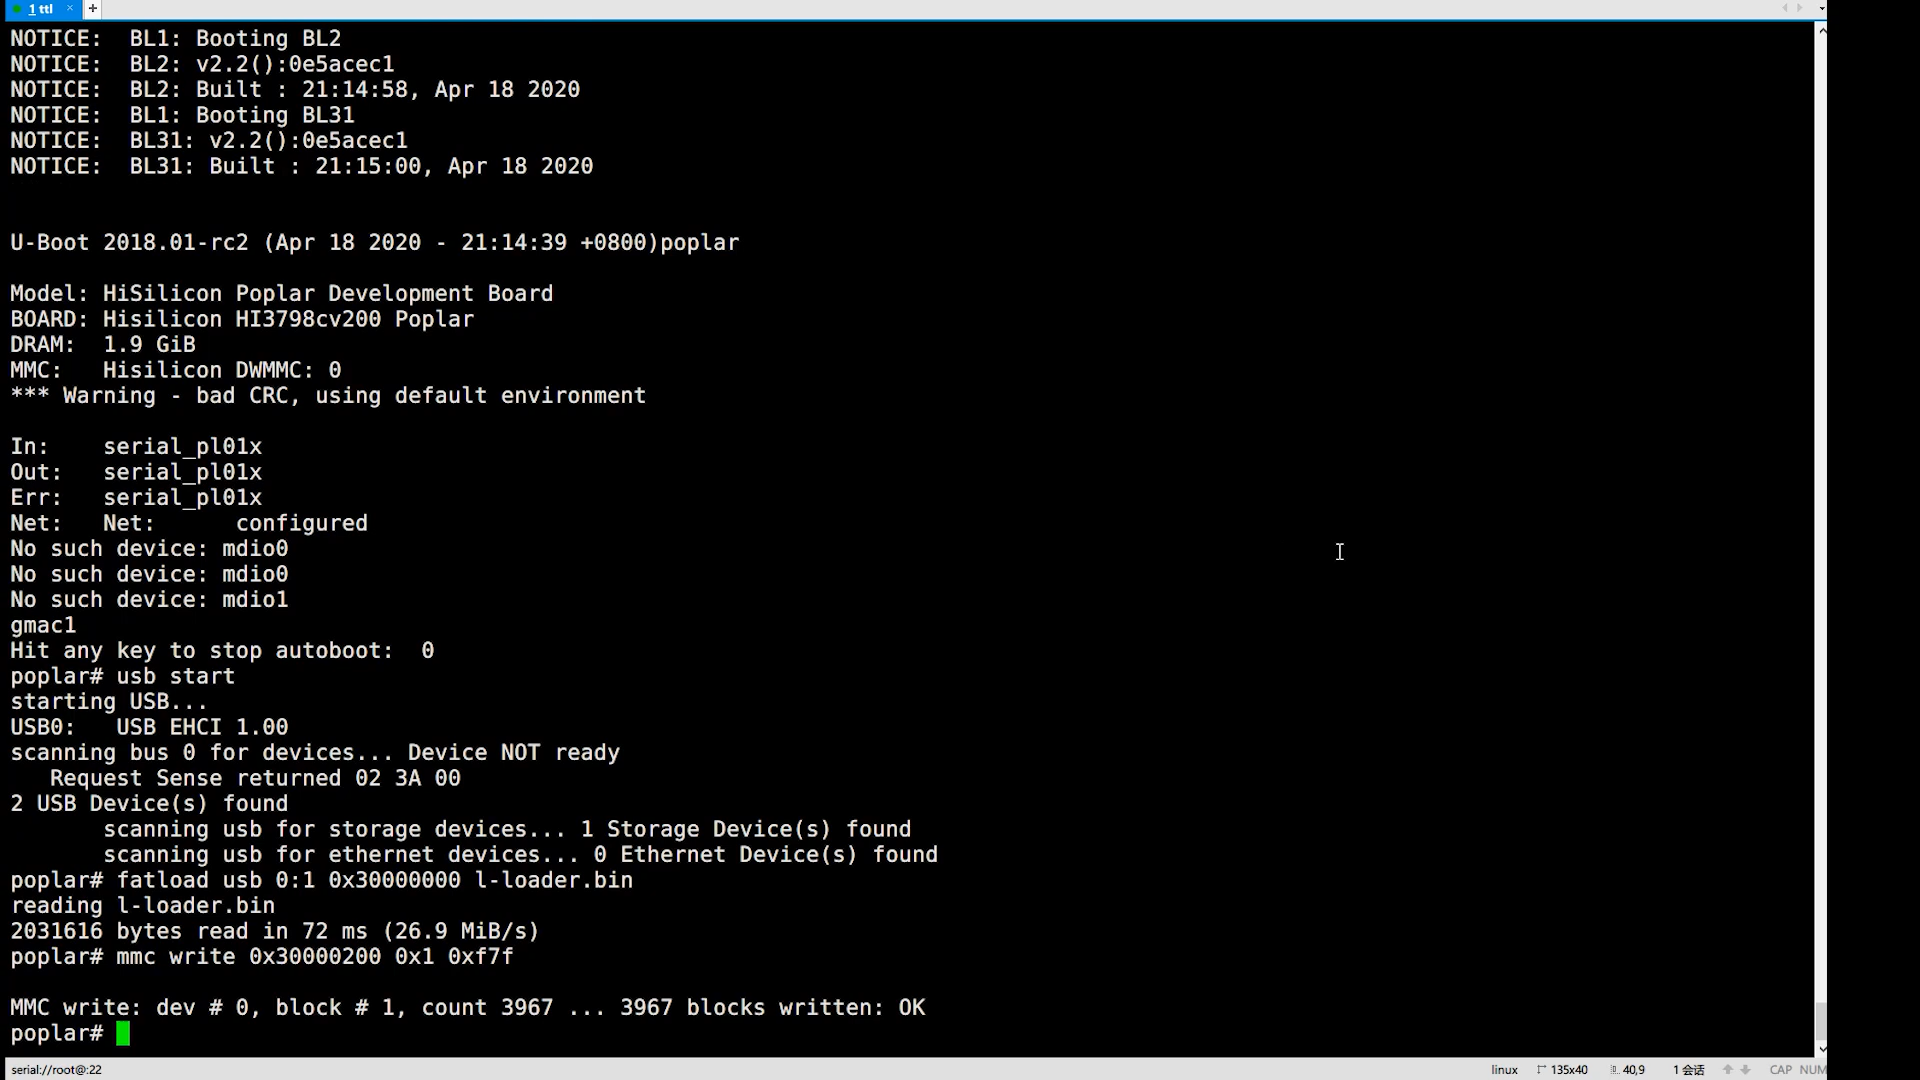 1 ttl × +
NOTICE:  BL1: Booting BL2
NOTICE:  BL2: v2.2():0e5acec1
NOTICE:  BL2: Built : 21:14:58, Apr 18 2020
NOTICE:  BL1: Booting BL31
NOTICE:  BL31: v2.2():0e5acec1
NOTICE:  BL31: Built : 21:15:00, Apr 18 2020
U-Boot 2018.01-rc2 (Apr 18 2020 - 21:14:39 +0800)poplar
Model: HiSilicon Poplar Development Board
BOARD: Hisilicon HI3798cv200 Poplar
DRAM:  1.9 GiB
MMC:   Hisilicon DWMMC: 0
*** Warning - bad CRC, using default environment
In:    serial_pl01x
Out:   serial_pl01x
Err:   serial_pl01x
Net:   Net:      configured
No such device: mdio0
No such device: mdio0
No such device: mdio1
gmac1
Hit any key to stop autoboot:  0
poplar# usb start
starting USB...
USB0:   USB EHCI 1.00
scanning bus 0 for devices... Device NOT ready
   Request Sense returned 02 3A 00
2 USB Device(s) found
       scanning usb for storage devices... 1 Storage Device(s) found
       scanning usb for ethernet devices... 0 Ethernet Device(s) found
poplar# fatload usb 0:1 0x30000000 l-loader.bin
reading l-loader.bin
2031616 bytes read in 72 ms (26.9 MiB/s)
poplar# mmc write 0x30000200 0x1 0xf7f
MMC write: dev # 0, block # 1, count 3967 ... 3967 blocks written: OK
poplar#
serial://root@:22 linux 135x40 40,9 1 会话 CAP NUM